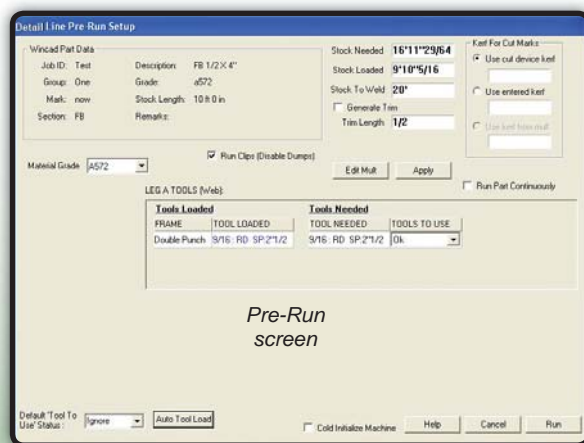 Detail Line Pre-Run Setup
Wincad Part Data
Job ID: Test Description: FB 1/2 X 4"
Group: One Grade: a572
Mark: now Stock Length: 10 ft 0 in
Section: FB Remarks:
Stock Needed 16'11"29/64
Stock Loaded 9'10"5/16
Stock To Weld 20'
Generate Trim
Trim Length 1/2
Kerf For Cut Marks
Use cut device kerf
Use entered kerf
Use kerf from mult
Material Grade A572
Run Clips (Disable Dumps)
Edit Mult Apply
Run Part Continuously
LEG A TOOLS (Web):
Tools Loaded Tools Needed
FRAME TOOL LOADED TOOL NEEDED TOOLS TO USE
Double Punch 9/16 : RD SP:2"1/2 9/16 : RD SP:2"1/2 Ok
Pre-Run
screen
Default 'Tool To
Use' Status : Ignore Auto Tool Load
Cold Initialize Machine Help Cancel Run